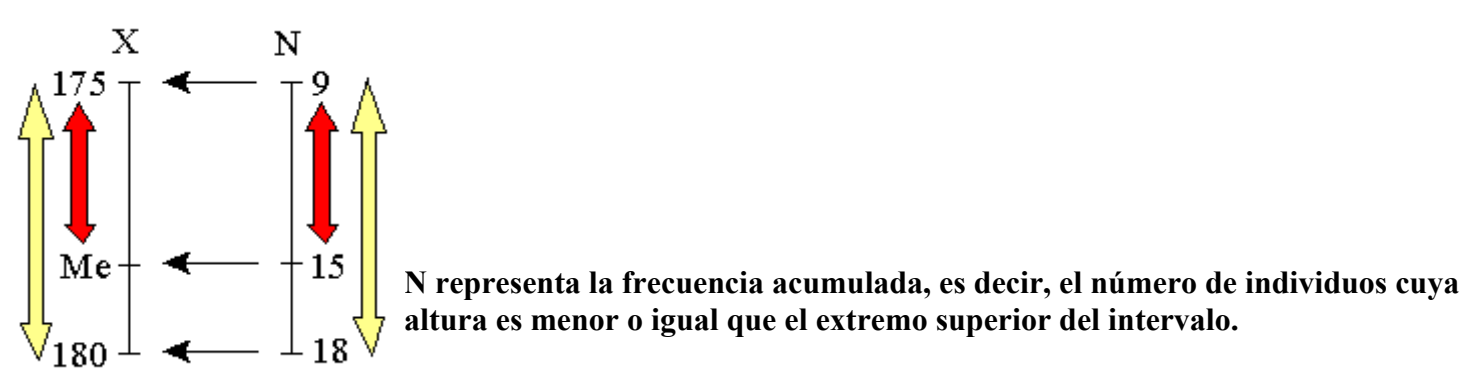 X N
175 9
Me 15
180 18
N representa la frecuencia acumulada, es decir, el número de individuos cuya
altura es menor o igual que el extremo superior del intervalo.